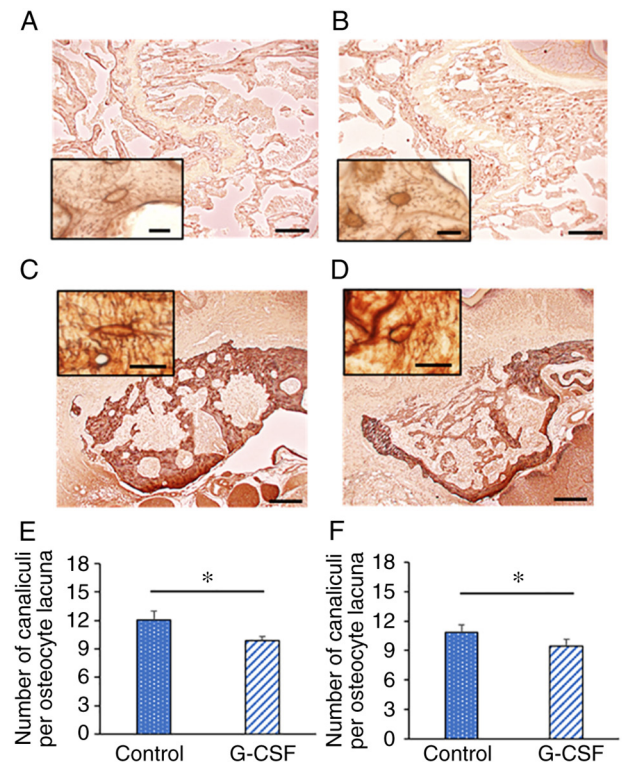 A
B
C
D
E
F
Number of canaliculi
per osteocyte lacuna
18
15
12
9
6
3
0
*
Control
G-CSF
Number of canaliculi
per osteocyte lacuna
18
15
12
9
6
3
0
*
Control
G-CSF